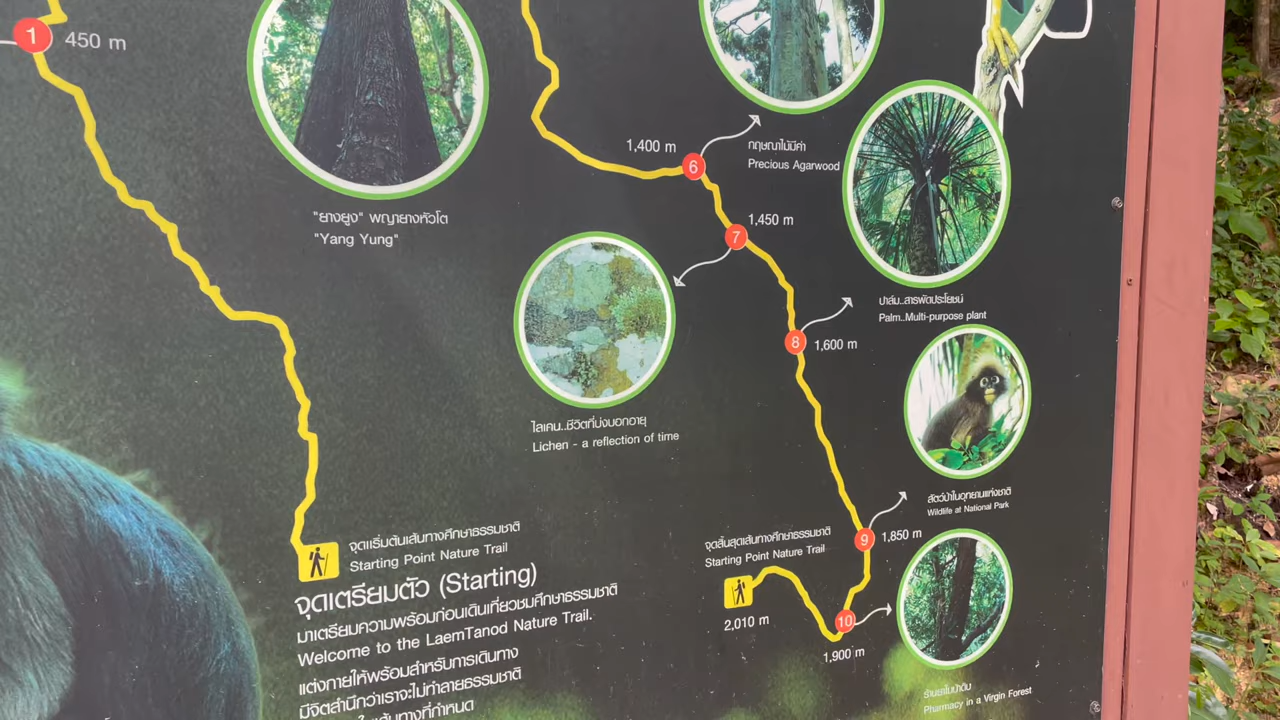 1
450 m
"ยางยูง" พญายางหัวโต
"Yang Yung"
1,400 m
6
กฤษณาไม้มีค่า
Precious Agarwood
7
1,450 m
ไลเคน..ชีวิตที่บ่งบอกอายุ
Lichen - a reflection of time
ปาล์ม..สารพัดประโยชน์
Palm..Multi-purpose plant
8
1,600 m
สัตว์ป่าในอุทยานแห่งชาติ
Wildlife at National Park
9
1,850 m
จุดสิ้นสุดเส้นทางศึกษาธรรมชาติ
Starting Point Nature Trail
2,010 m
10
1,900 m
ร้านยาในป่าดิบ
Pharmacy in a Virgin Forest
จุดเริ่มต้นเส้นทางศึกษาธรรมชาติ
Starting Point Nature Trail
จุดเตรียมตัว (Starting)
มาเตรียมความพร้อมก่อนเดินเที่ยวชมศึกษาธรรมชาติ
Welcome to the LaemTanod Nature Trail.
แต่งกายให้พร้อมสำหรับการเดินทาง
มีจิตสำนึกว่าเราจะไม่ทำลายธรรมชาติ